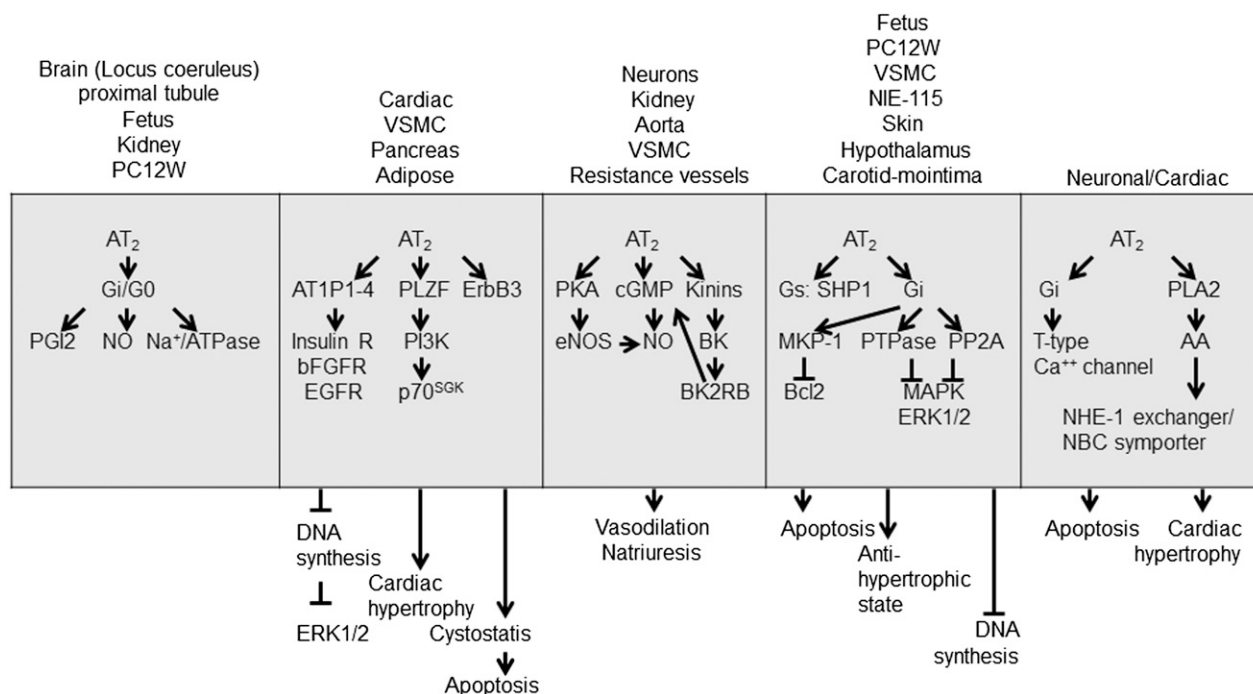 Brain (Locus coeruleus)
proximal tubule
Fetus
Kidney
PC12W
Cardiac
VSMC
Pancreas
Adipose
Neurons
Kidney
Aorta
VSMC
Resistance vessels
Fetus
PC12W
VSMC
NIE-115
Skin
Hypothalamus
Carotid-mointima
Neuronal/Cardiac
AT₂
Gi/G0
PGI2 NO Na⁺/ATPase
AT₂
AT1P1-4 PLZF ErbB3
Insulin R PI3K
bFGFR
EGFR p70ˢᴳᴷ
AT₂
PKA cGMP Kinins
eNOS NO BK
BK2RB
AT₂
Gs: SHP1 Gi
MKP-1 PTPase PP2A
Bcl2 MAPK
ERK1/2
AT₂
Gi PLA2
T-type AA
Ca⁺⁺ channel
NHE-1 exchanger/
NBC symporter
DNA
synthesis
ERK1/2
Cardiac
hypertrophy
Cystostatis
Apoptosis
Vasodilation
Natriuresis
Apoptosis
Anti-
hypertrophic
state
DNA
synthesis
Apoptosis
Cardiac
hypertrophy